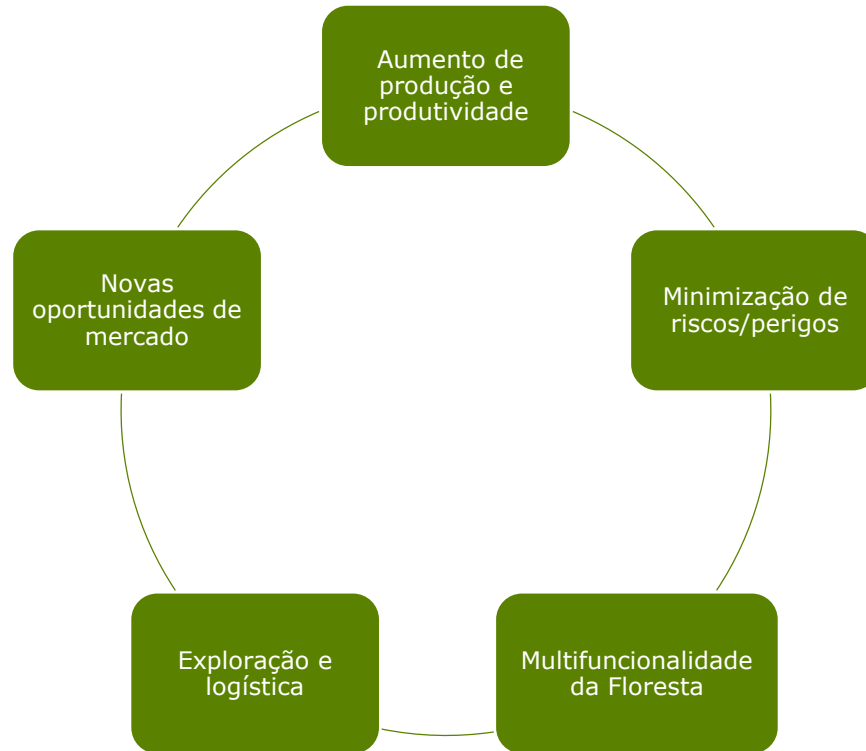 Aumento de
produção e
produtividade
Minimização de
riscos/perigos
Multifuncionalidade
da Floresta
Exploração e
logística
Novas
oportunidades de
mercado